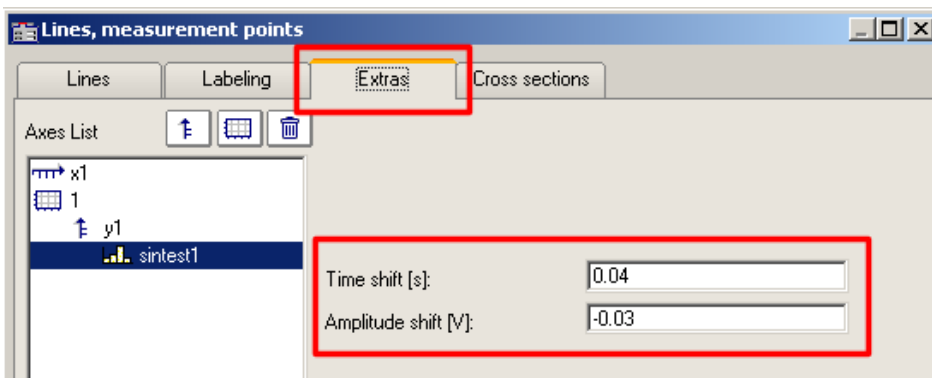 Lines, measurement points
Lines
Labeling
Extras
Cross sections
Axes List
x1
1
y1
sintest1
Time shift [s]:
0.04
Amplitude shift [V]:
-0.03